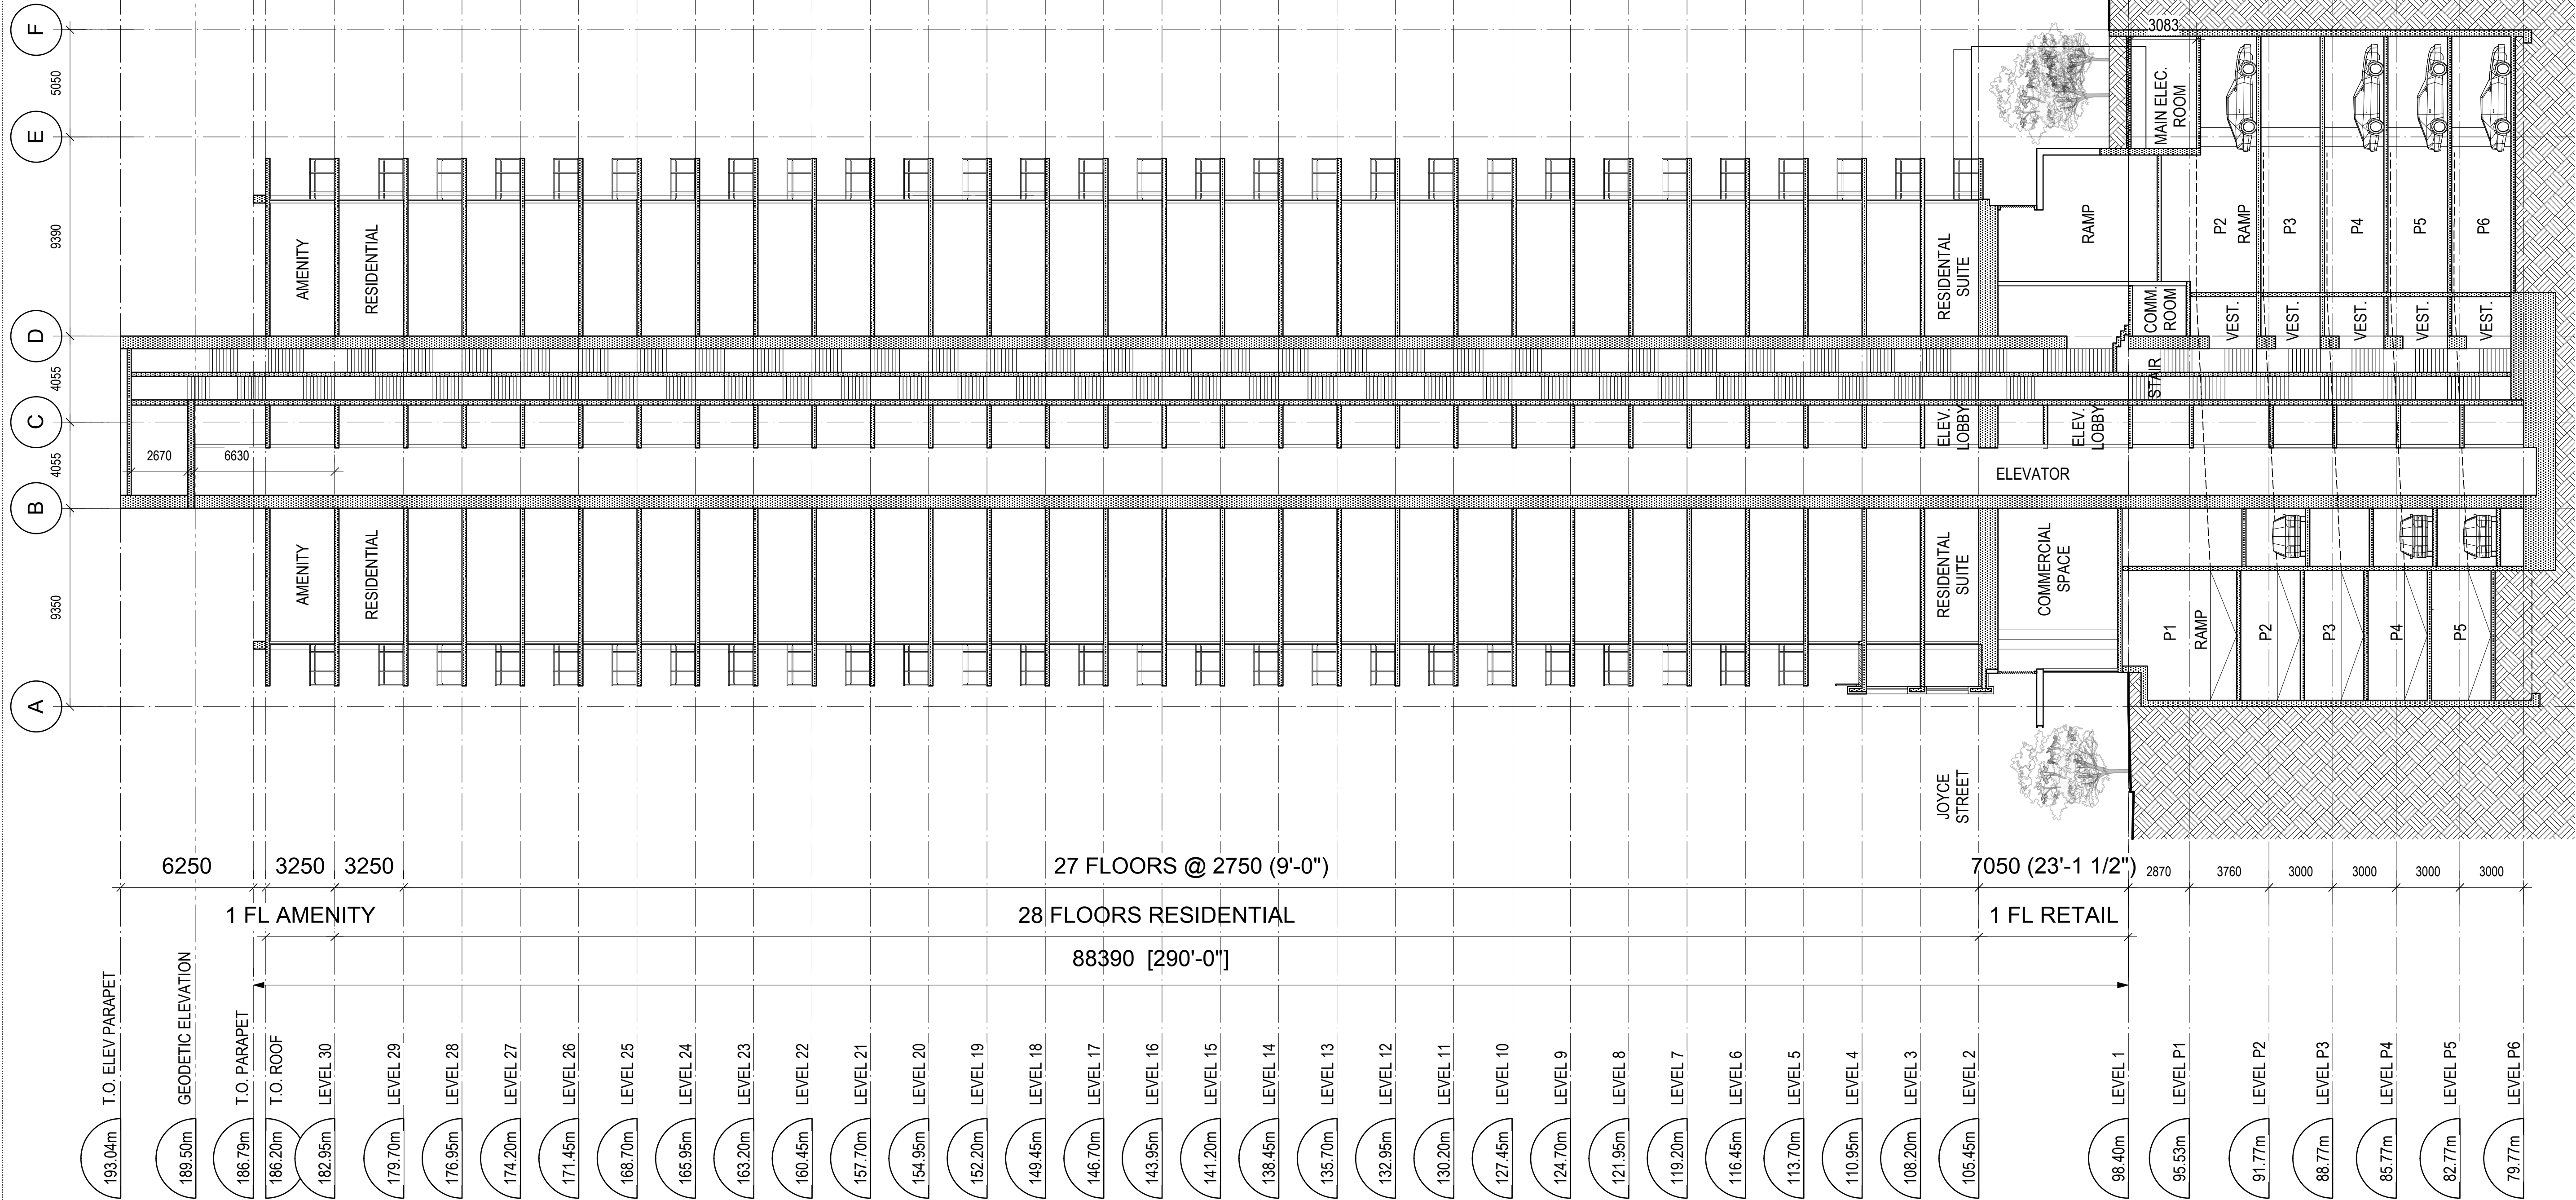 F
E
D
C
B
A
5050
9390
4055
4055
9350
3083
MAIN ELEC.
ROOM
AMENITY
RESIDENTIAL
RESIDENTAL
SUITE
RAMP
P2
RAMP
P3
P4
P5
P6
COMM.
ROOM
VEST.
VEST.
VEST.
VEST.
VEST.
STAIR
ELEV.
LOBBY
ELEV.
LOBBY
2670
6630
ELEVATOR
AMENITY
RESIDENTIAL
RESIDENTAL
SUITE
COMMERCIAL
SPACE
P1
RAMP
P2
P3
P4
P5
JOYCE
STREET
6250
3250
3250
27 FLOORS @ 2750 (9'-0")
7050 (23'-1 1/2")
2870
3760
3000
3000
3000
3000
1 FL AMENITY
28 FLOORS RESIDENTIAL
1 FL RETAIL
88390 [290'-0"]
193.04m T.O. ELEV PARAPET
189.50m GEODETIC ELEVATION
186.79m T.O. PARAPET
186.20m T.O. ROOF
182.95m LEVEL 30
179.70m LEVEL 29
176.95m LEVEL 28
174.20m LEVEL 27
171.45m LEVEL 26
168.70m LEVEL 25
165.95m LEVEL 24
163.20m LEVEL 23
160.45m LEVEL 22
157.70m LEVEL 21
154.95m LEVEL 20
152.20m LEVEL 19
149.45m LEVEL 18
146.70m LEVEL 17
143.95m LEVEL 16
141.20m LEVEL 15
138.45m LEVEL 14
135.70m LEVEL 13
132.95m LEVEL 12
130.20m LEVEL 11
127.45m LEVEL 10
124.70m LEVEL 9
121.95m LEVEL 8
119.20m LEVEL 7
116.45m LEVEL 6
113.70m LEVEL 5
110.95m LEVEL 4
108.20m LEVEL 3
105.45m LEVEL 2
98.40m LEVEL 1
95.53m LEVEL P1
91.77m LEVEL P2
88.77m LEVEL P3
85.77m LEVEL P4
82.77m LEVEL P5
79.77m LEVEL P6